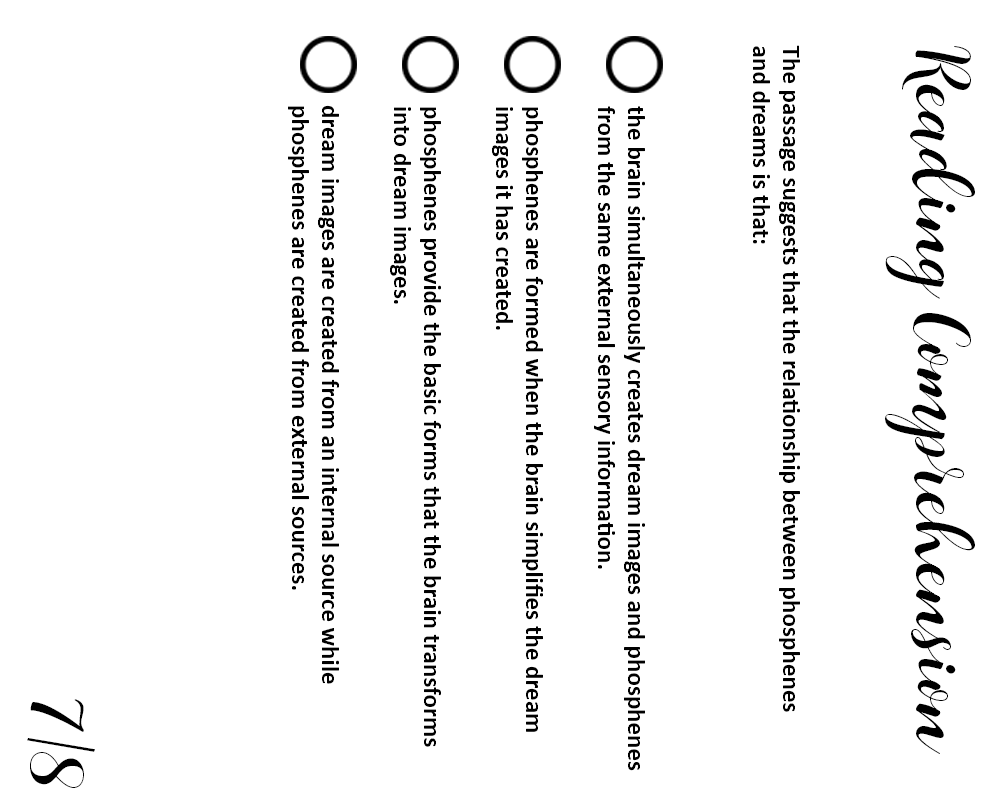 Reading Comprehension
The passage suggests that the relationship between phosphenes
and dreams is that:
the brain simultaneously creates dream images and phosphenes
from the same external sensory information.
phosphenes are formed when the brain simplifies the dream
images it has created.
phosphenes provide the basic forms that the brain transforms
into dream images.
dream images are created from an internal source while
phosphenes are created from external sources.
7/8